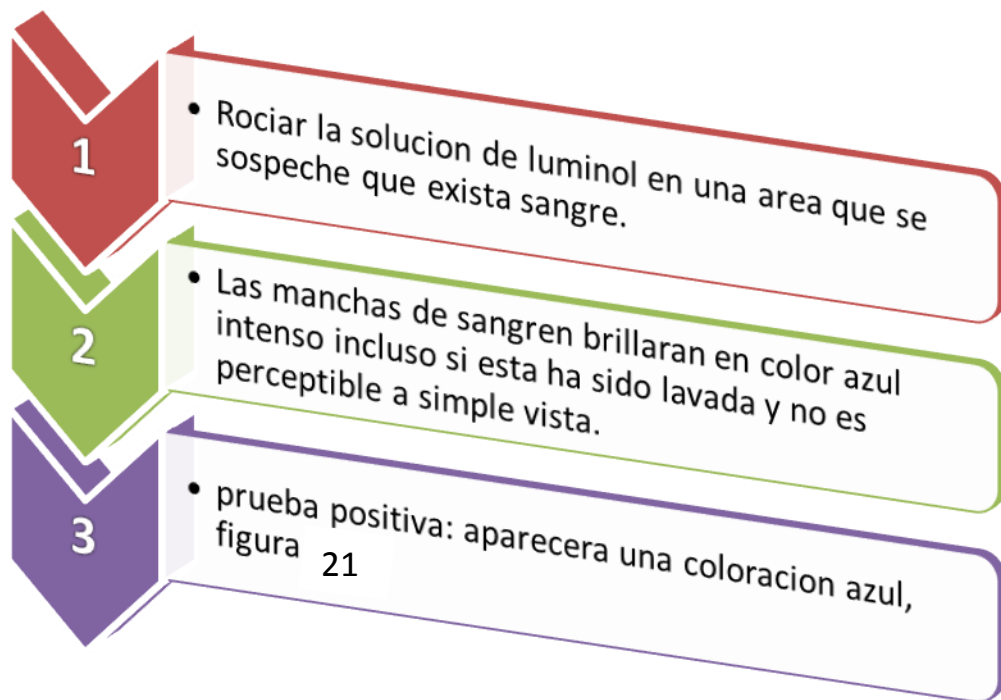 1
• Rociar la solucion de luminol en una area que se
sospeche que exista sangre.
2
• Las manchas de sangren brillaran en color azul
intenso incluso si esta ha sido lavada y no es
perceptible a simple vista.
3
• prueba positiva: aparecera una coloracion azul,
figura 21